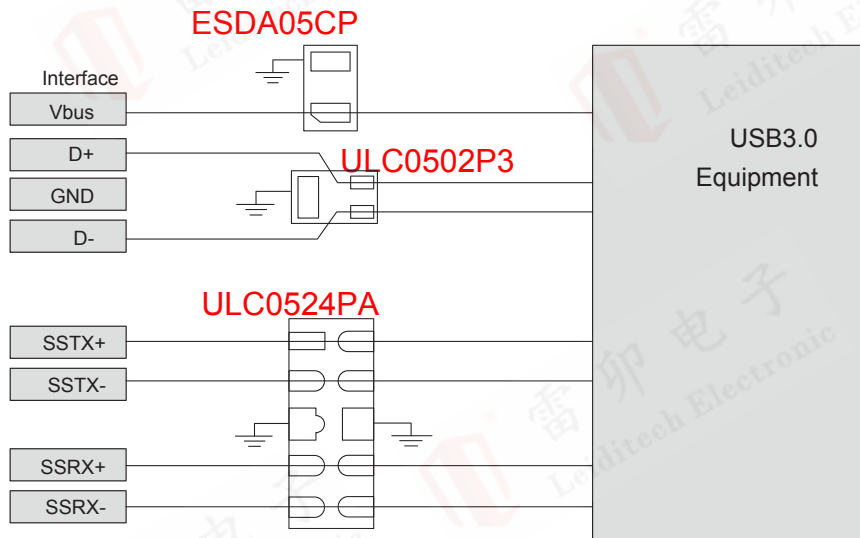 ESDA05CP
Interface
Vbus
D+
ULC0502P3
GND
D-
USB3.0
Equipment
ULC0524PA
SSTX+
SSTX-
SSRX+
SSRX-
雷卯电子
Leiditech Electronic